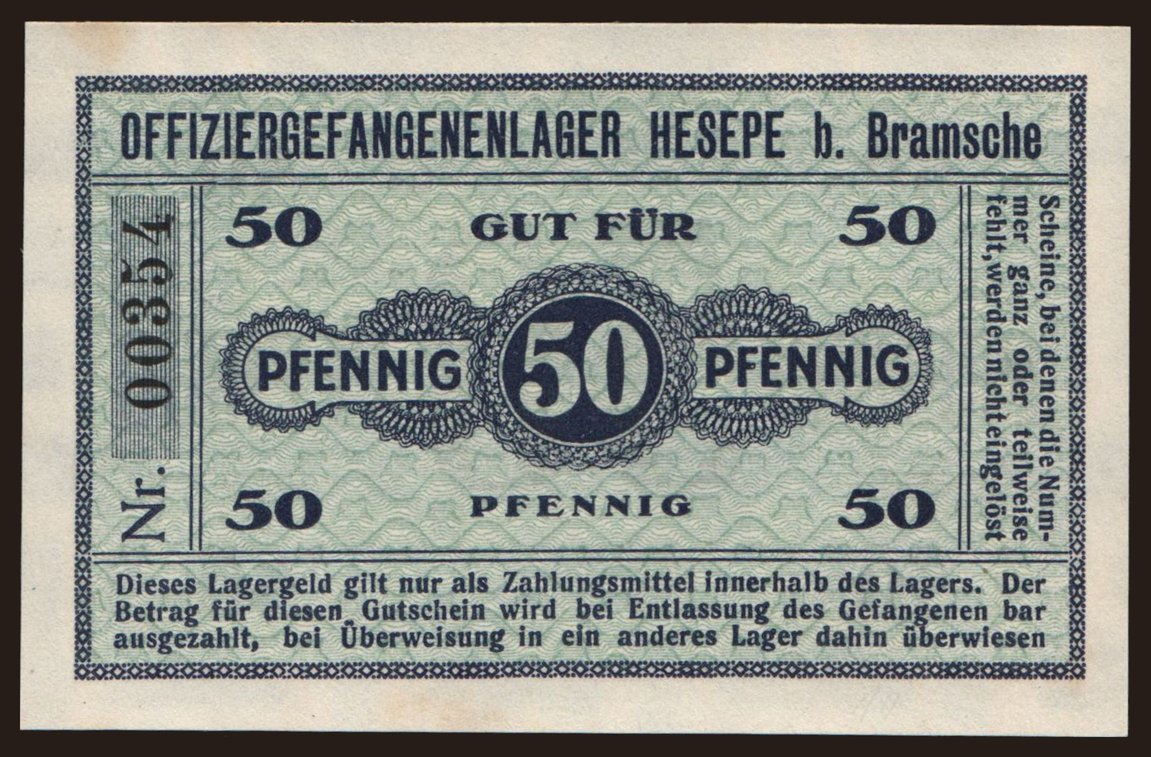 OFFIZIERGEFANGENENLAGER HESEPE b. Bramsche
Nr. 00354
50 GUT FÜR 50
PFENNIG 50 PFENNIG
50 PFENNIG 50
Scheine, bei denen die Num-
mer ganz oder teilweise
fehlt, werden nicht eingelöst
Dieses Lagergeld gilt nur als Zahlungsmittel innerhalb des Lagers. Der
Betrag für diesen Gutschein wird bei Entlassung des Gefangenen bar
ausgezahlt, bei Überweisung in ein anderes Lager dahin überwiesen